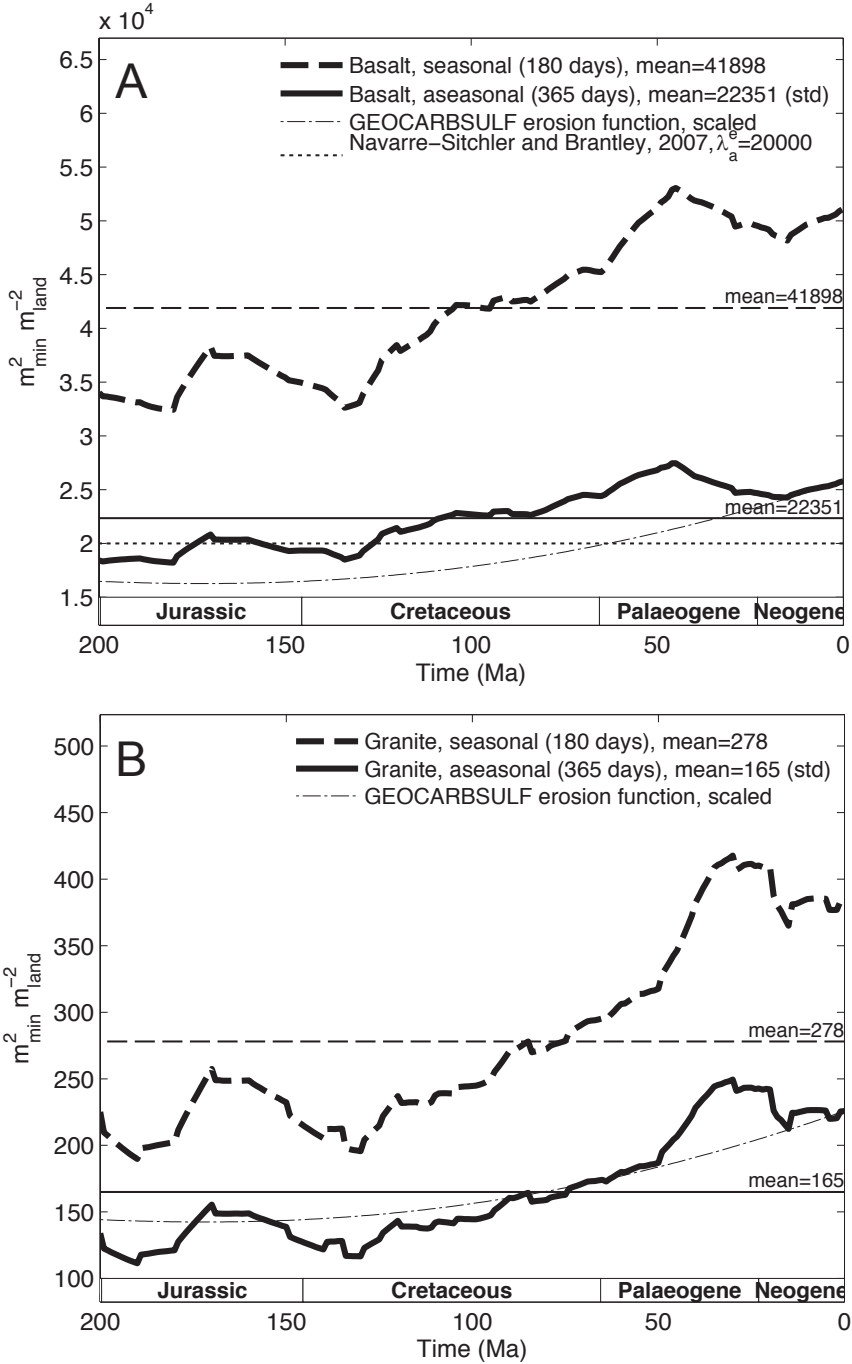 x 10^4
A
Basalt, seasonal (180 days), mean=41898
Basalt, aseasonal (365 days), mean=22351 (std)
GEOCARBSULF erosion function, scaled
Navarre−Sitchler and Brantley, 2007, λ_a^e=20000
6.5
6
5.5
5
4.5
4
3.5
3
2.5
2
1.5
m^2_min m^−2_land
mean=41898
mean=22351
Jurassic Cretaceous Palaeogene Neogene
200 150 100 50 0
Time (Ma)
B
Granite, seasonal (180 days), mean=278
Granite, aseasonal (365 days), mean=165 (std)
GEOCARBSULF erosion function, scaled
500
450
400
350
300
250
200
150
100
m^2_min m^−2_land
mean=278
mean=165
Jurassic Cretaceous Palaeogene Neogene
200 150 100 50 0
Time (Ma)